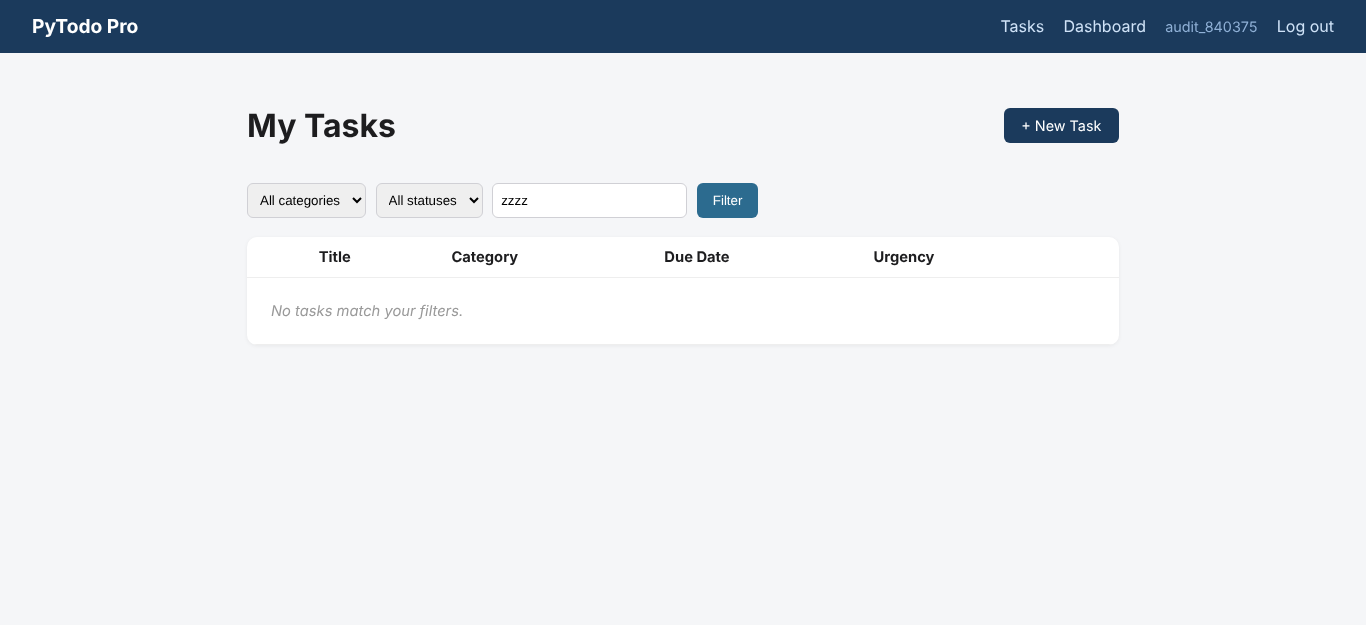 PyTodo Pro
Tasks Dashboard audit_840375 Log out
My Tasks
+ New Task
All categories All statuses zzzz Filter
Title Category Due Date Urgency
No tasks match your filters.